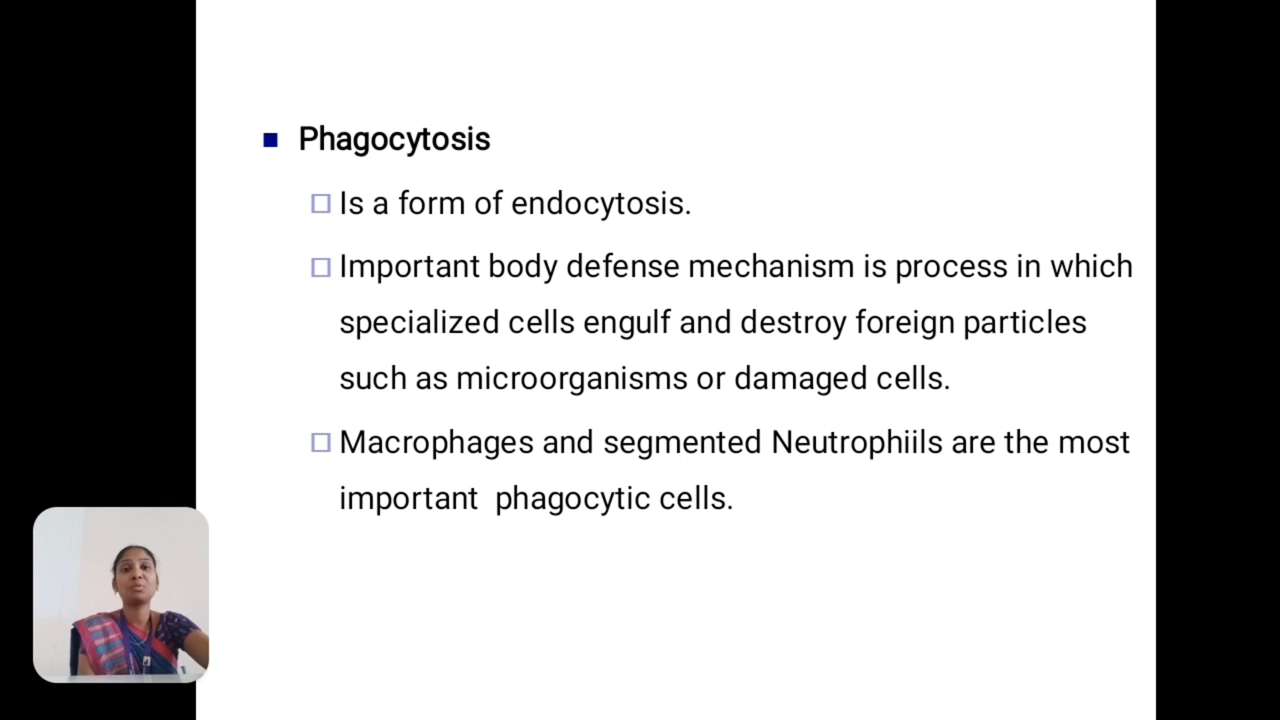 Phagocytosis
Is a form of endocytosis.
Important body defense mechanism is process in which
specialized cells engulf and destroy foreign particles
such as microorganisms or damaged cells.
Macrophages and segmented Neutrophiils are the most
important phagocytic cells.